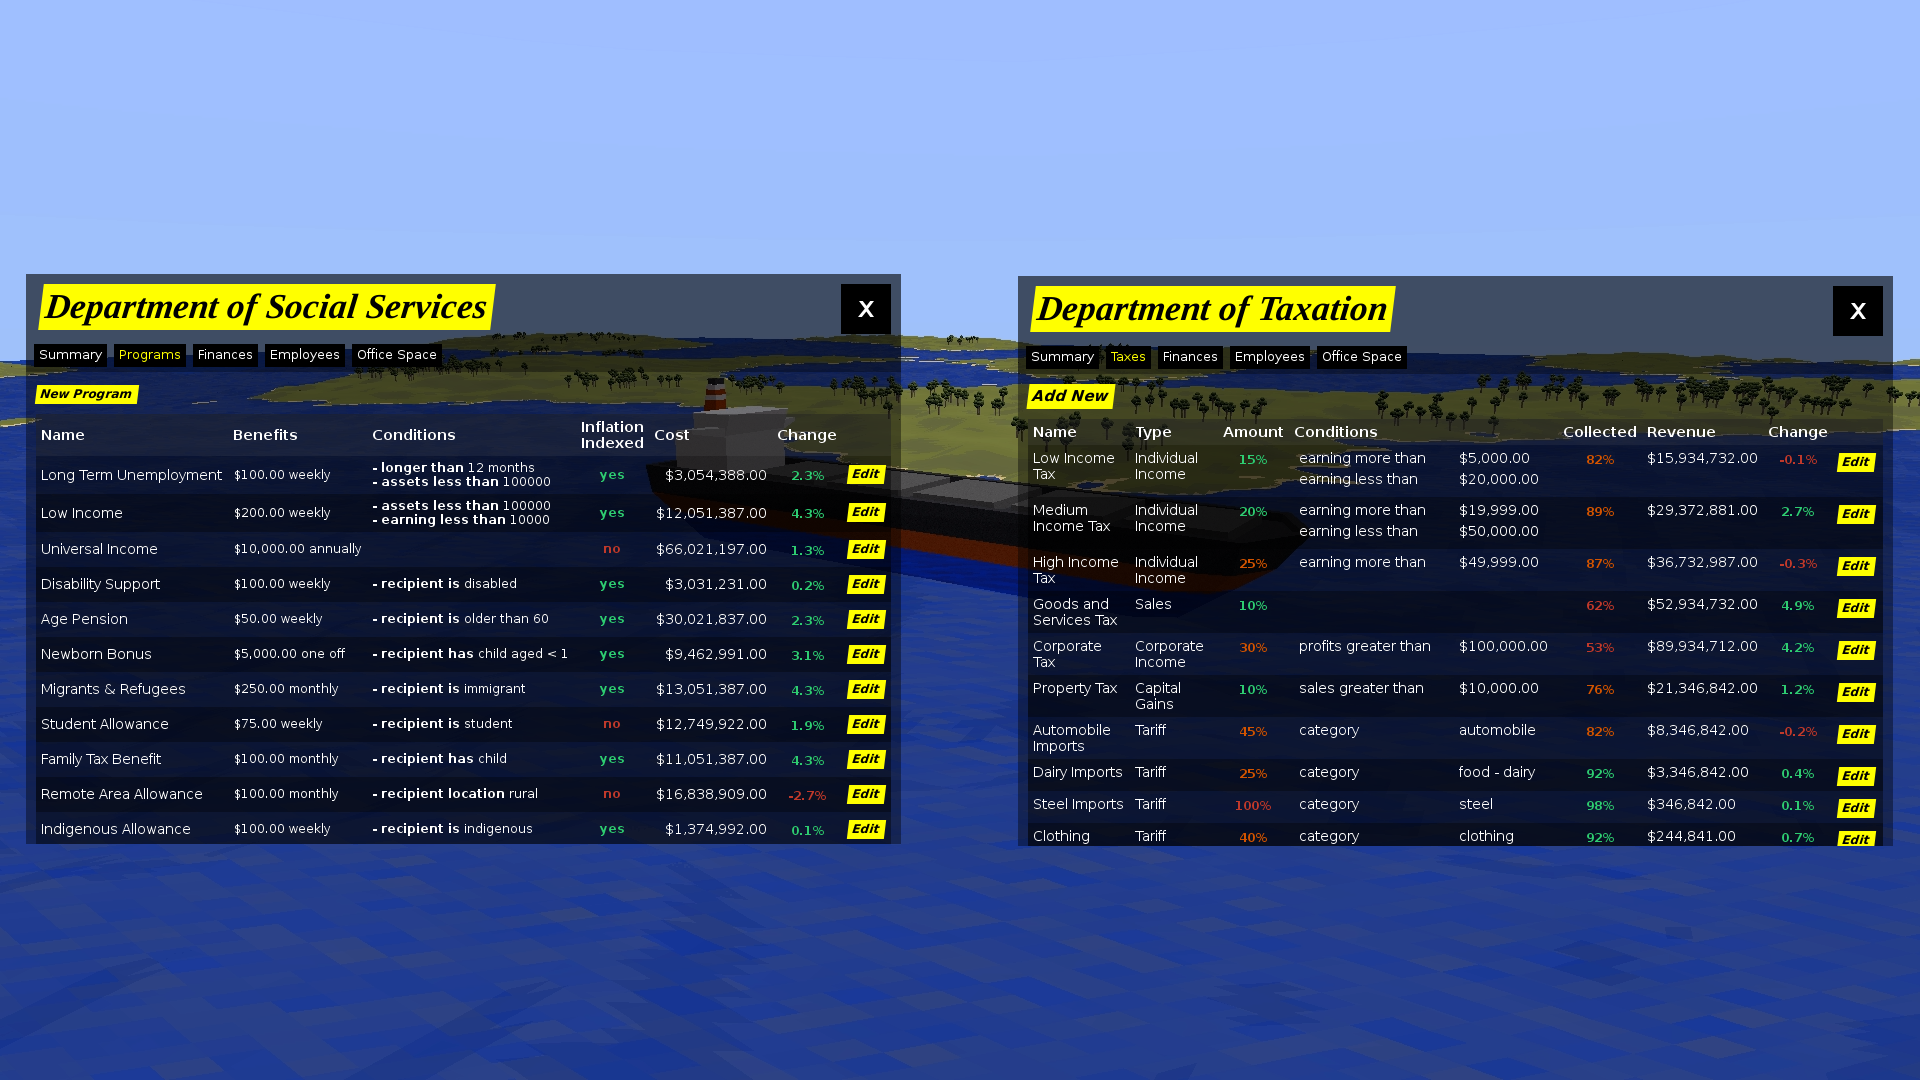 Department of Social Services
X
Summary Programs Finances Employees Office Space
New Program
Name Benefits Conditions Inflation Indexed Cost Change
Long Term Unemployment $100.00 weekly - longer than 12 months - assets less than 100000 yes $3,054,388.00 2.3% Edit
Low Income $200.00 weekly - assets less than 100000 - earning less than 10000 yes $12,051,387.00 4.3% Edit
Universal Income $10,000.00 annually no $66,021,197.00 1.3% Edit
Disability Support $100.00 weekly - recipient is disabled yes $3,031,231.00 0.2% Edit
Age Pension $50.00 weekly - recipient is older than 60 yes $30,021,837.00 2.3% Edit
Newborn Bonus $5,000.00 one off - recipient has child aged < 1 yes $9,462,991.00 3.1% Edit
Migrants & Refugees $250.00 monthly - recipient is immigrant yes $13,051,387.00 4.3% Edit
Student Allowance $75.00 weekly - recipient is student no $12,749,922.00 1.9% Edit
Family Tax Benefit $100.00 monthly - recipient has child yes $11,051,387.00 4.3% Edit
Remote Area Allowance $100.00 monthly - recipient location rural no $16,838,909.00 -2.7% Edit
Indigenous Allowance $100.00 weekly - recipient is indigenous yes $1,374,992.00 0.1% Edit
Department of Taxation
X
Summary Taxes Finances Employees Office Space
Add New
Name Type Amount Conditions Collected Revenue Change
Low Income Tax Individual Income 15% earning more than $5,000.00 earning less than $20,000.00 82% $15,934,732.00 -0.1% Edit
Medium Income Tax Individual Income 20% earning more than $19,999.00 earning less than $50,000.00 89% $29,372,881.00 2.7% Edit
High Income Tax Individual Income 25% earning more than $49,999.00 87% $36,732,987.00 -0.3% Edit
Goods and Services Tax Sales 10% 62% $52,934,732.00 4.9% Edit
Corporate Tax Corporate Income 30% profits greater than $100,000.00 53% $89,934,712.00 4.2% Edit
Property Tax Capital Gains 10% sales greater than $10,000.00 76% $21,346,842.00 1.2% Edit
Automobile Imports Tariff 45% category automobile 82% $8,346,842.00 -0.2% Edit
Dairy Imports Tariff 25% category food - dairy 92% $3,346,842.00 0.4% Edit
Steel Imports Tariff 100% category steel 98% $346,842.00 0.1% Edit
Clothing Tariff 40% category clothing 92% $244,841.00 0.7% Edit